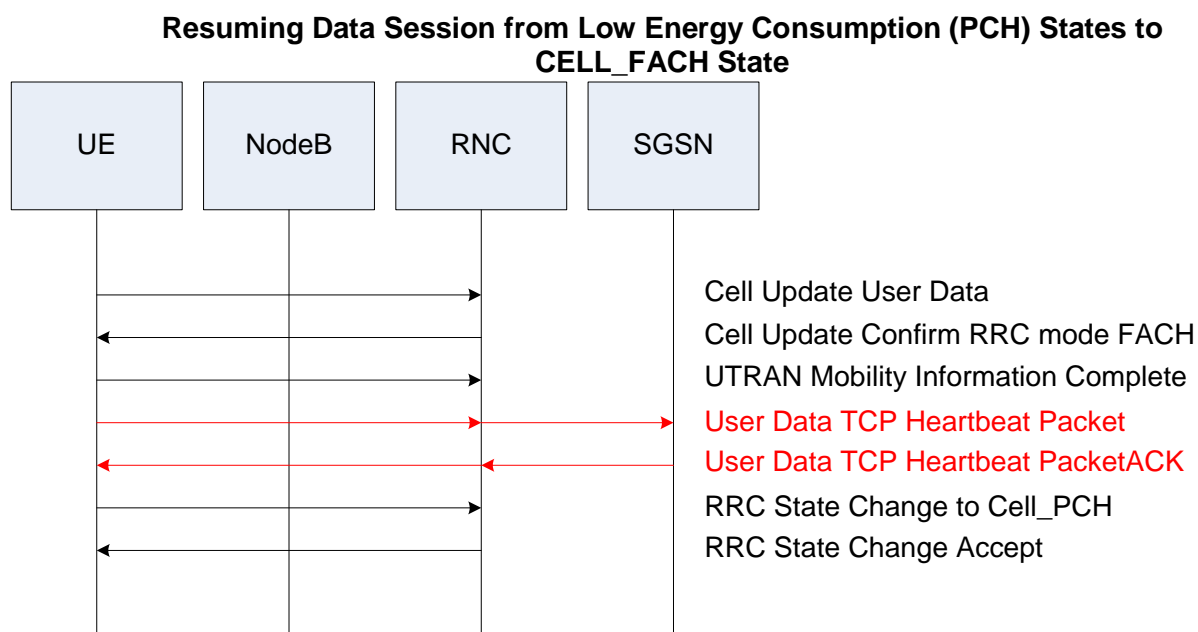 Resuming Data Session from Low Energy Consumption (PCH) States to
CELL_FACH State
UE
NodeB
RNC
SGSN
Cell Update User Data
Cell Update Confirm RRC mode FACH
UTRAN Mobility Information Complete
User Data TCP Heartbeat Packet
User Data TCP Heartbeat PacketACK
RRC State Change to Cell_PCH
RRC State Change Accept